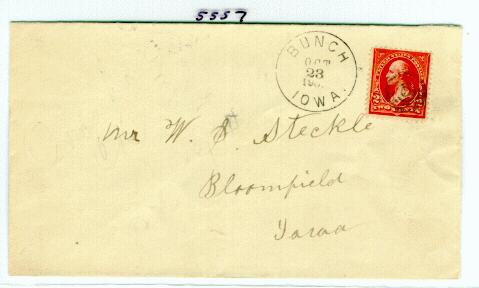 5557
BUNCH
OCT
23
IOWA.
Mr W. S. Steckle
Bloomfield
Iowa